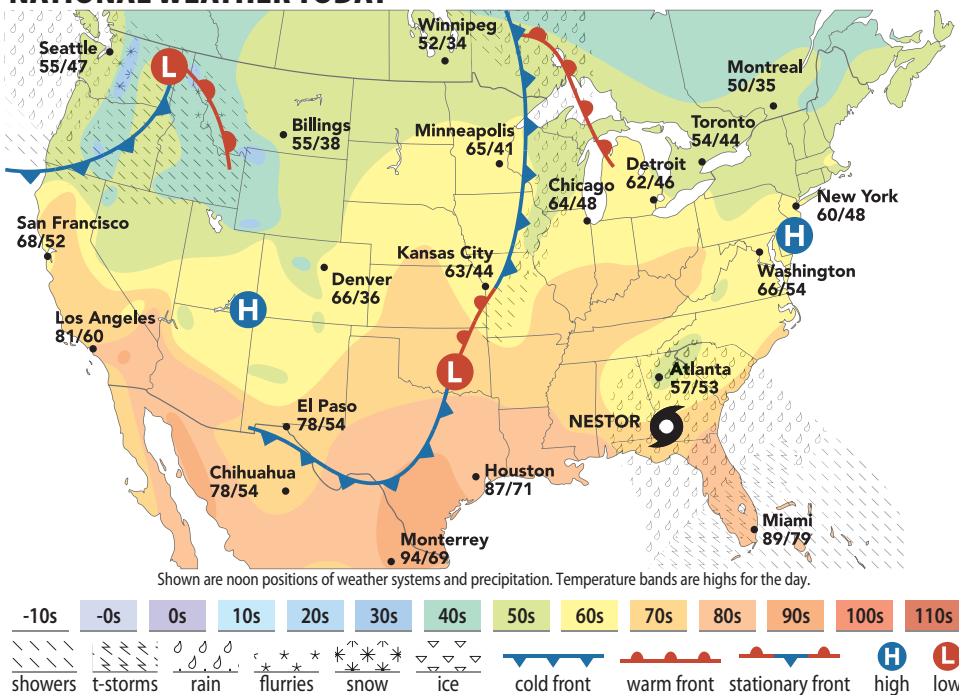 NATIONAL WEATHER TODAY
Winnipeg
52/34
Seattle
55/47
L
Montreal
50/35
Billings
55/38
Minneapolis
65/41
Toronto
54/44
Detroit
62/46
Chicago
64/48
New York
60/48
H
San Francisco
68/52
Kansas City
63/44
Denver
66/36
Washington
66/54
H
Los Angeles
81/60
L
Atlanta
57/53
El Paso
78/54
NESTOR
Chihuahua
78/54
Houston
87/71
Miami
89/79
Monterrey
94/69
Shown are noon positions of weather systems and precipitation. Temperature bands are highs for the day.
-10s -0s 0s 10s 20s 30s 40s 50s 60s 70s 80s 90s 100s 110s
H L
showers t-storms rain flurries snow ice cold front warm front stationary front high low